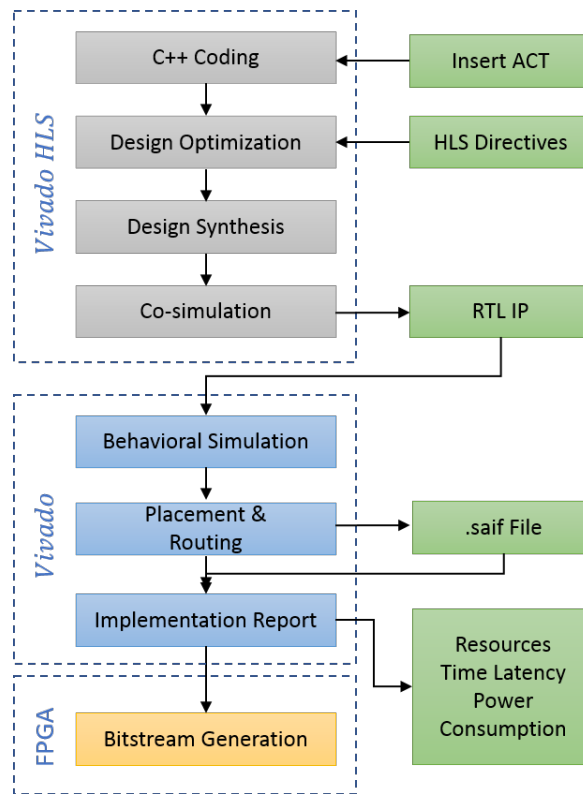 C++ Coding
Insert ACT
Design Optimization
HLS Directives
Design Synthesis
Co-simulation
RTL IP
Vivado HLS
Behavioral Simulation
Placement &
Routing
.saif File
Implementation Report
Vivado
Resources
Time Latency
Power
Consumption
Bitstream Generation
FPGA